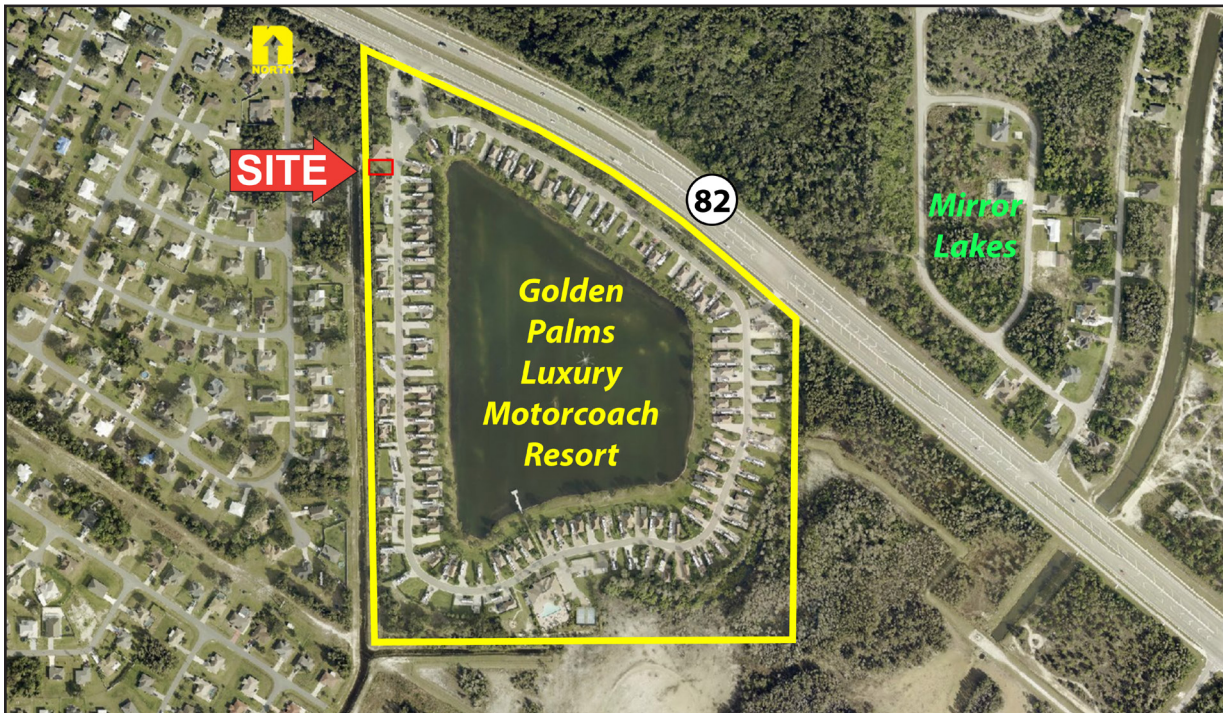 n
NORTH
SITE
82
Mirror
Lakes
Golden
Palms
Luxury
Motorcoach
Resort